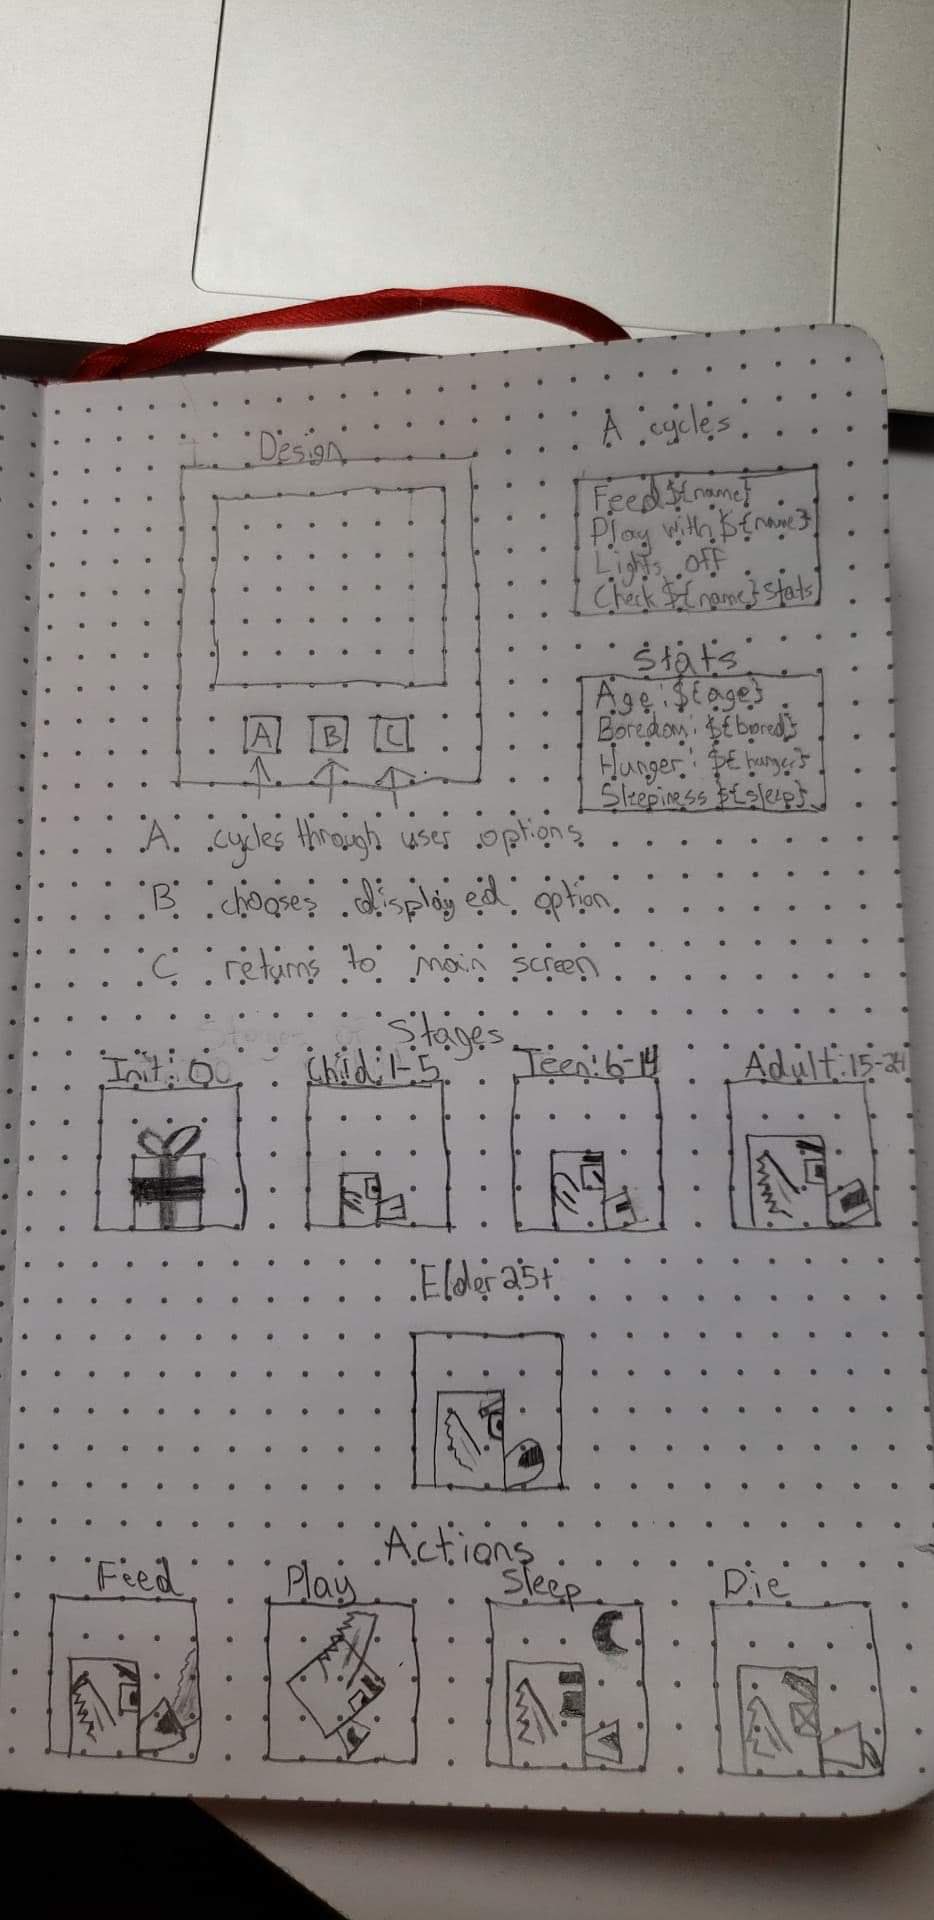 Design
A cycles
Feed ${name}
Play with ${name}
Lights off
Check ${name} stats
Stats
Age: ${age}
Boredom: ${bored}
Hunger: ${hunger}
Sleepiness ${sleep}
A B C
A. cycles through user options
B chooses displayed option.
C returns to main screen
Stages
Init: 0
Child: 1-5
Teen: 6-14
Adult: 15-24
Elder 25+
Actions
Feed
Play
Sleep
Die